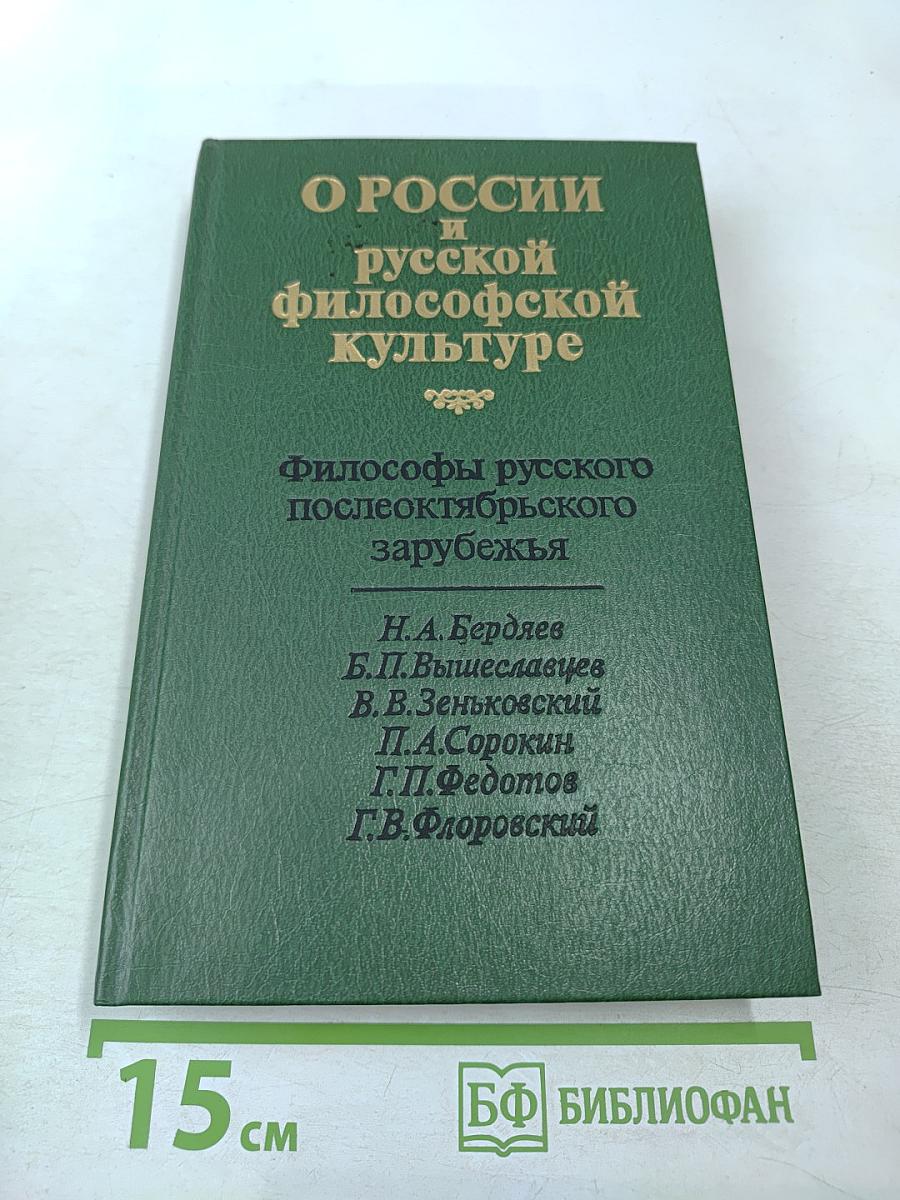 О РОССИИ
и
русской
философской
культуре
Философы русского
послеоктябрьского
зарубежья
Н.А.Бердяев
Б.П.Вышеславцев
В.В.Зеньковский
П.А.Сорокин
Г.П.Федотов
Г.В.Флоровский
15 см
БФ БИБЛИОФАН